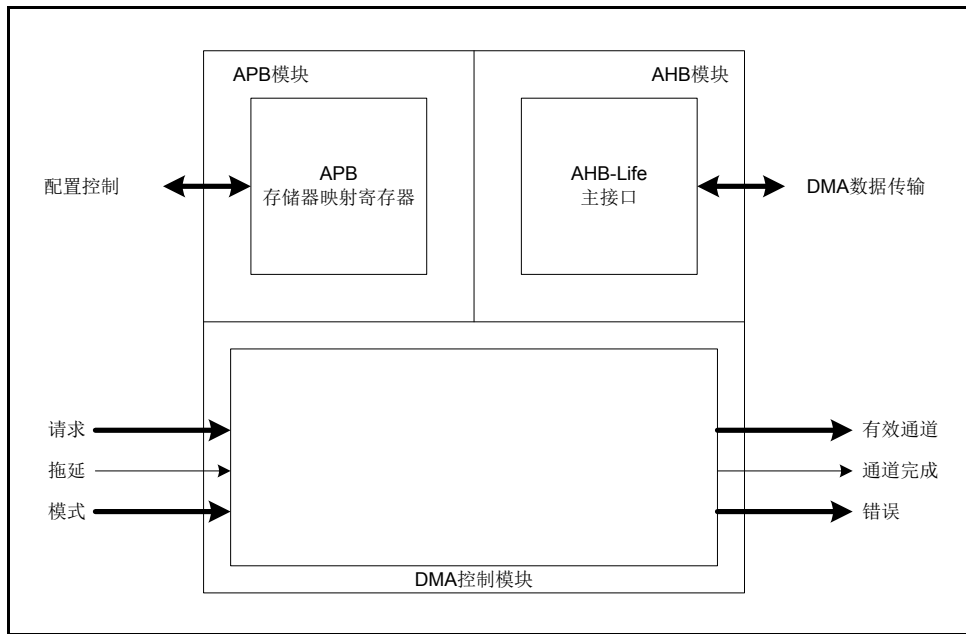 APB模块
AHB模块
配置控制
APB
存储器映射寄存器
AHB-Life
主接口
DMA数据传输
请求
拖延
模式
有效通道
通道完成
错误
DMA控制模块